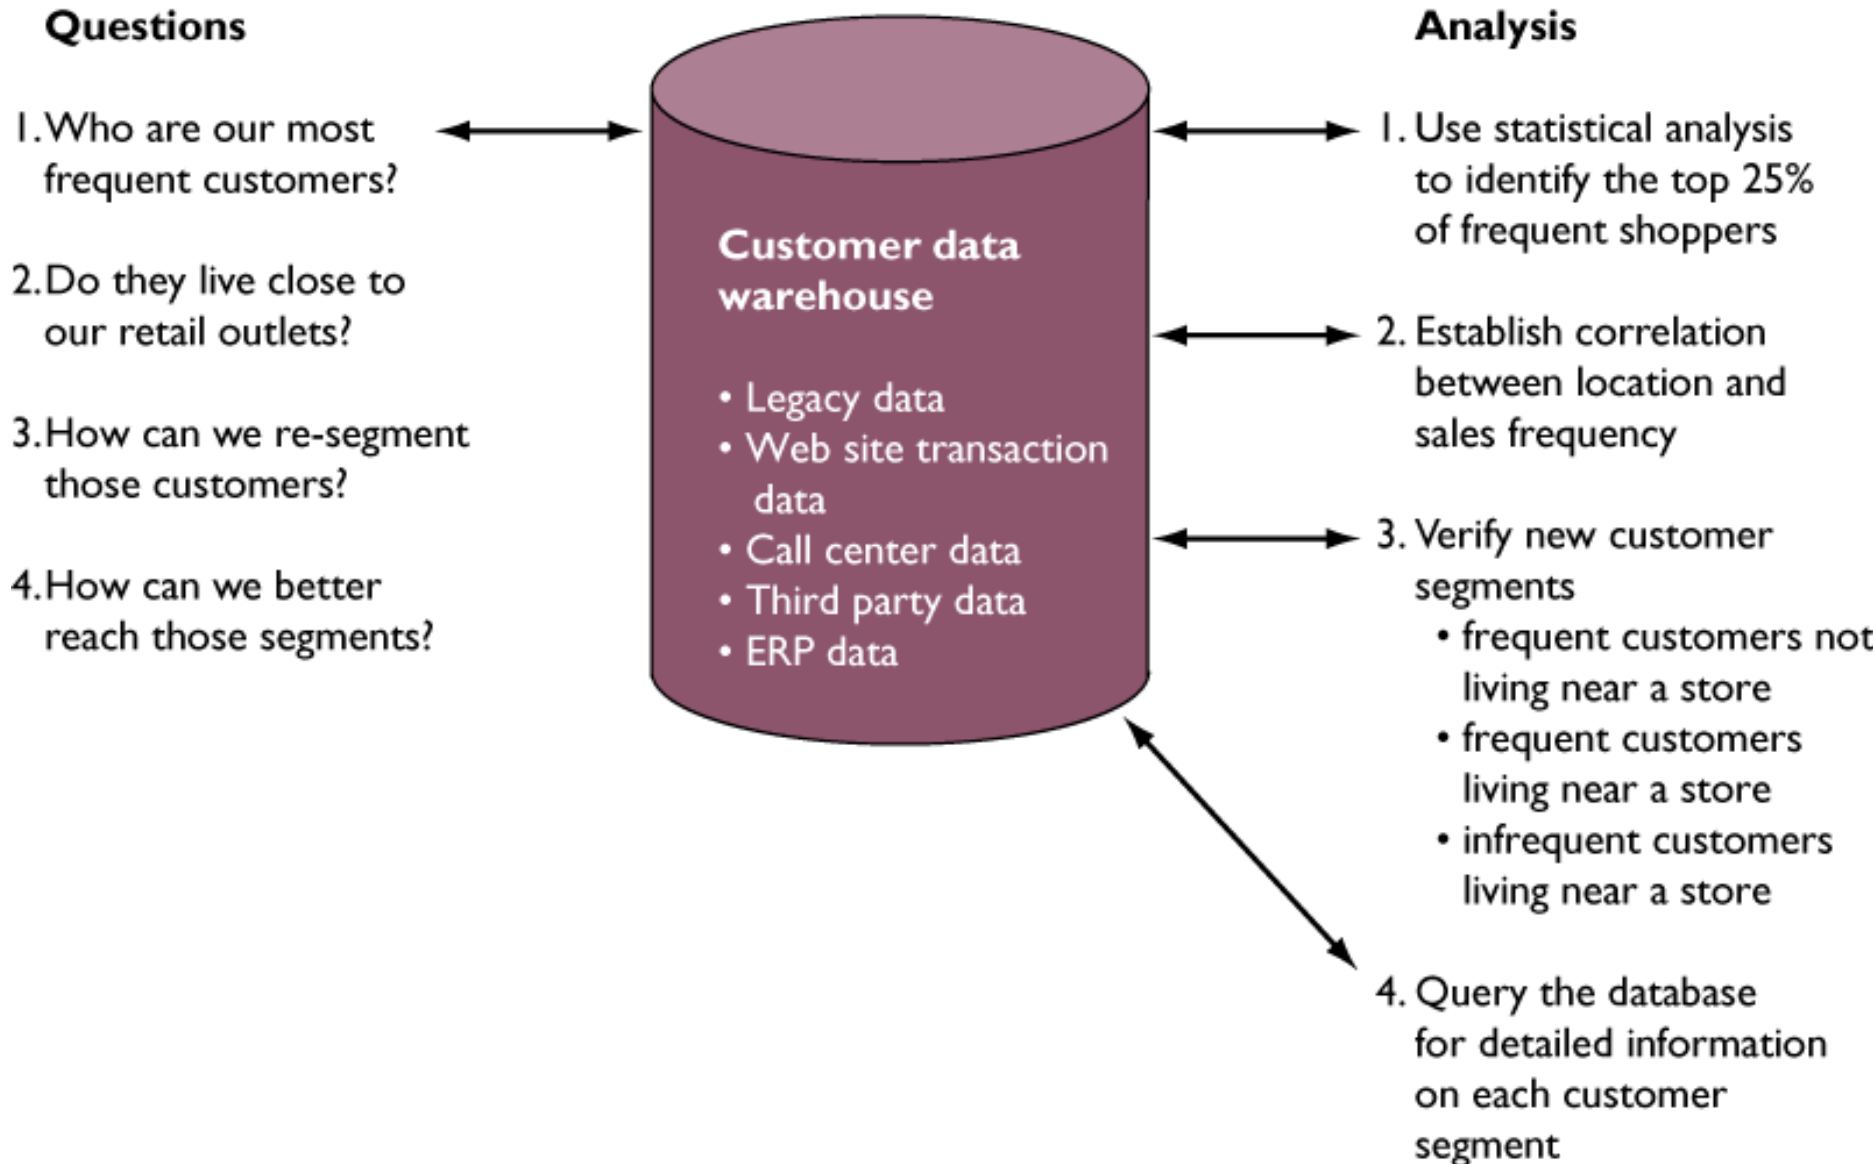 Questions
1. Who are our most
frequent customers?
2. Do they live close to
our retail outlets?
3. How can we re-segment
those customers?
4. How can we better
reach those segments?
Customer data
warehouse
• Legacy data
• Web site transaction
data
• Call center data
• Third party data
• ERP data
Analysis
1. Use statistical analysis
to identify the top 25%
of frequent shoppers
2. Establish correlation
between location and
sales frequency
3. Verify new customer
segments
• frequent customers not
living near a store
• frequent customers
living near a store
• infrequent customers
living near a store
4. Query the database
for detailed information
on each customer
segment